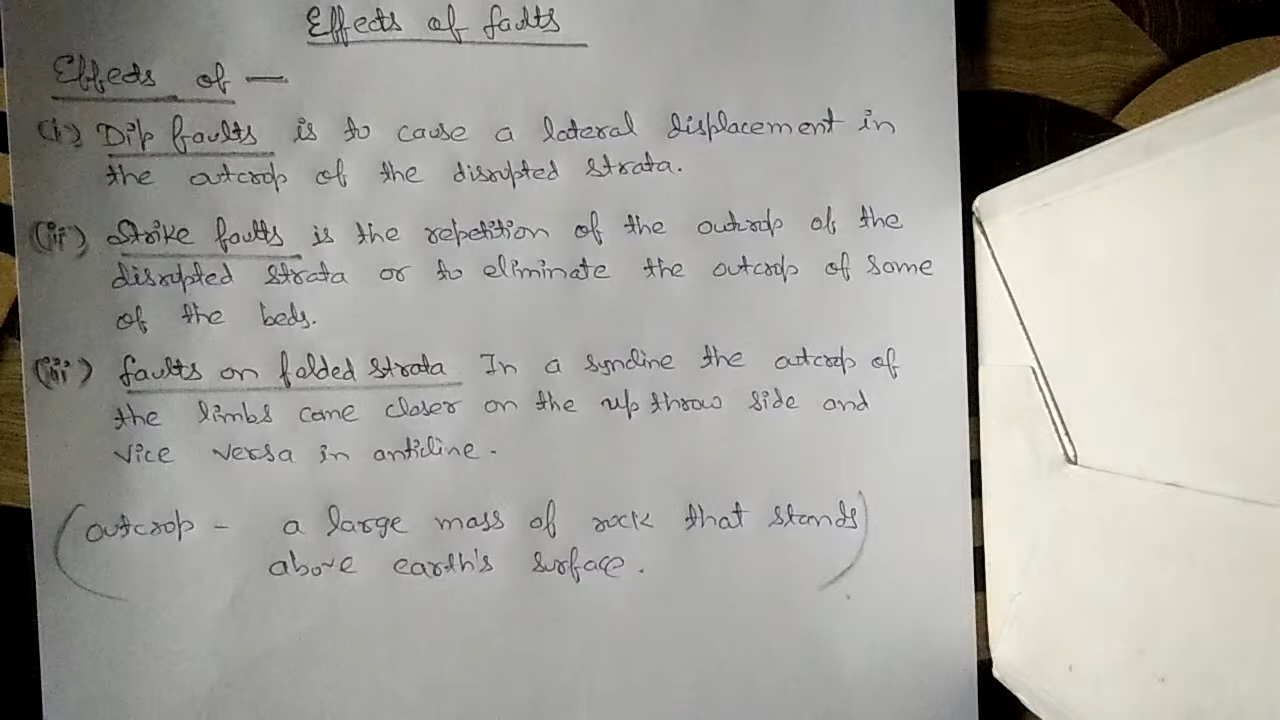 Effects of faults
Effects of —
(i) Dip faults is to cause a lateral displacement in
the outcrop of the disrupted strata.
(ii) Strike faults is the repetition of the outcrop of the
disrupted strata or to eliminate the outcrop of some
of the beds.
(iii) faults on folded strata In a syncline the outcrop of
the limbs come closer on the up throw side and
vice versa in anticline.
(outcrop - a large mass of rock that stands)
above earth's surface.